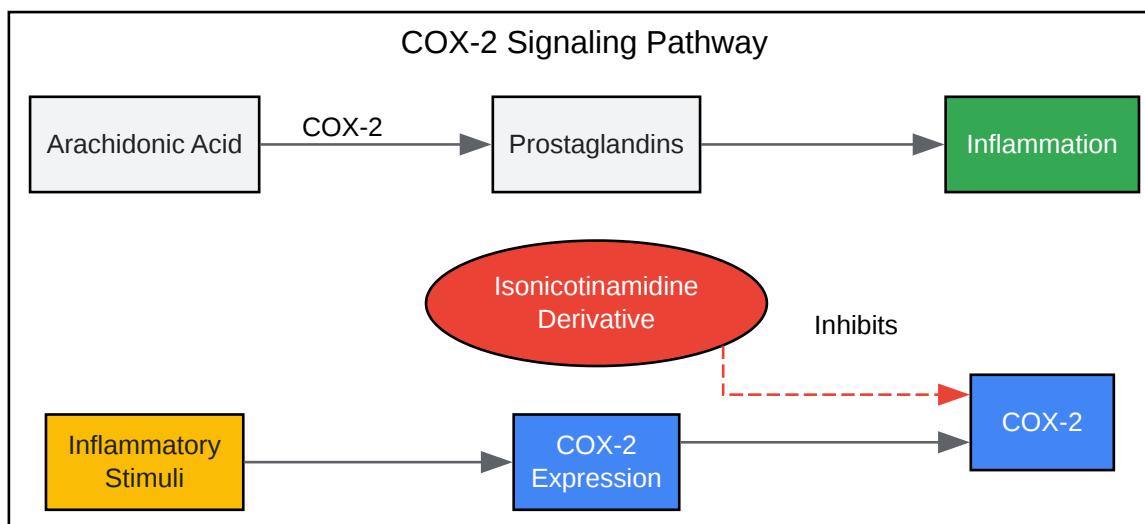 COX-2 Signaling Pathway
Arachidonic Acid
COX-2
Prostaglandins
Inflammation
Isonicotinamidine
Derivative
Inhibits
COX-2
Inflammatory
Stimuli
COX-2
Expression